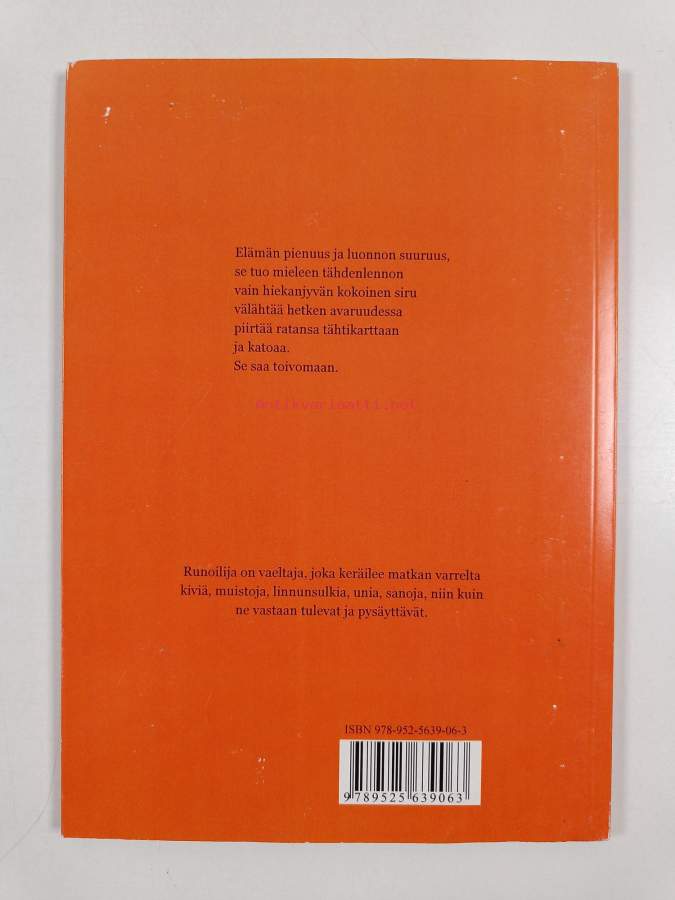 Elämän pienuus ja luonnon suuruus,
se tuo mieleen tähdenlennon
vain hiekanjyvän kokoinen siru
välähtää hetken avaruudessa
piirtää ratansa tähtikarttaan
ja katoaa.
Se saa toivomaan.
antikvariaatti.net
Runoilija on vaeltaja, joka keräilee matkan varrelta
kiviä, muistoja, linnunsulkia, unia, sanoja, niin kuin
ne vastaan tulevat ja pysäyttävät.
ISBN 978-952-5639-06-3
9 789525 639063